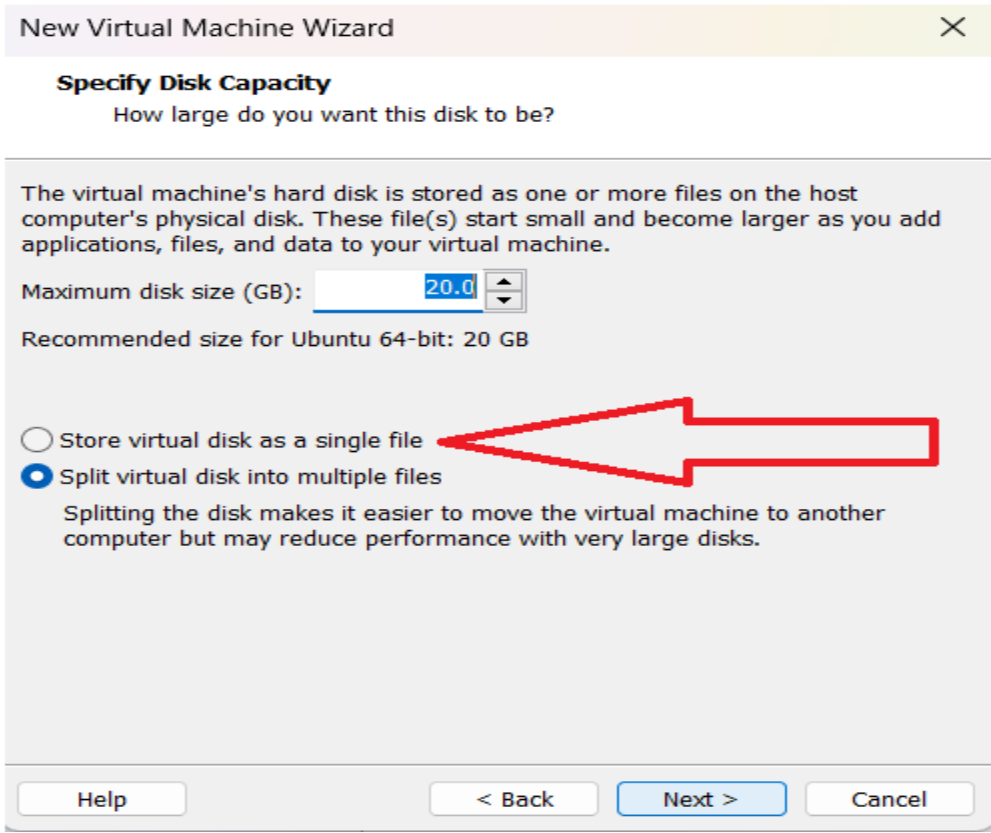 New Virtual Machine Wizard
Specify Disk Capacity
How large do you want this disk to be?
The virtual machine's hard disk is stored as one or more files on the host
computer's physical disk. These file(s) start small and become larger as you add
applications, files, and data to your virtual machine.
Maximum disk size (GB): 20.0
Recommended size for Ubuntu 64-bit: 20 GB
Store virtual disk as a single file
Split virtual disk into multiple files
Splitting the disk makes it easier to move the virtual machine to another
computer but may reduce performance with very large disks.
Help < Back Next > Cancel